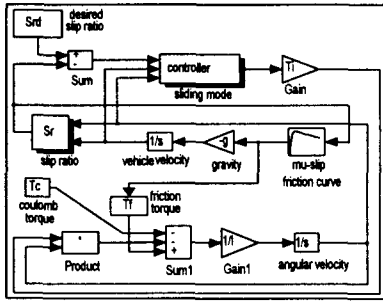 Srd
desired
slip ratio
+
-
Sum
controller
sliding mode
Ti
Gain
Sr
slip ratio
1/s
vehicle velocity
-g
gravity
mu-slip
friction curve
Tc
coulomb
torque
Tf
friction
torque
*
Product
-
-
+
Sum1
1/I
Gain1
1/s
angular velocity